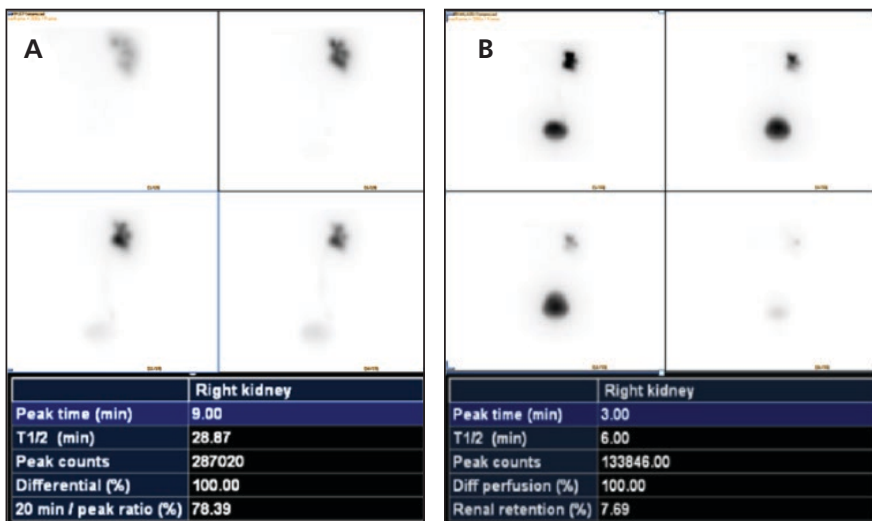 A
Right kidney
Peak time (min) 9.00
T1/2 (min) 28.87
Peak counts 287020
Differential (%) 100.00
20 min / peak ratio (%) 78.39
B
Right kidney
Peak time (min) 3.00
T1/2 (min) 6.00
Peak counts 133846.00
Diff perfusion (%) 100.00
Renal retention (%) 7.69